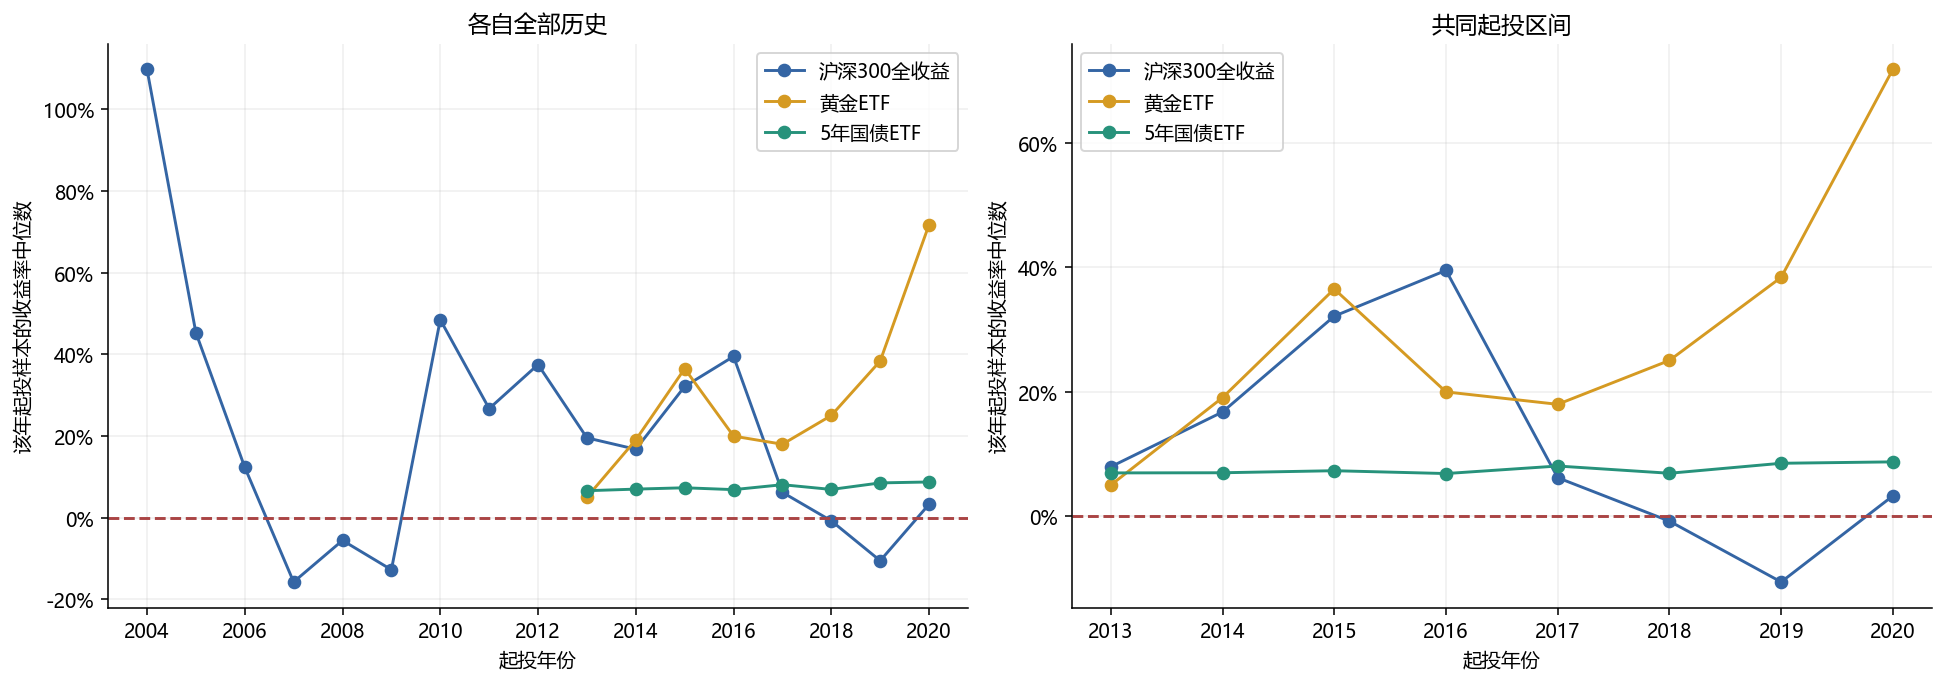 各自全部历史
该年起投样本的收益率中位数
100%
80%
60%
40%
20%
0%
-20%
沪深300全收益
黄金ETF
5年国债ETF
2004 2006 2008 2010 2012 2014 2016 2018 2020
起投年份
共同起投区间
该年起投样本的收益率中位数
60%
40%
20%
0%
沪深300全收益
黄金ETF
5年国债ETF
2013 2014 2015 2016 2017 2018 2019 2020
起投年份